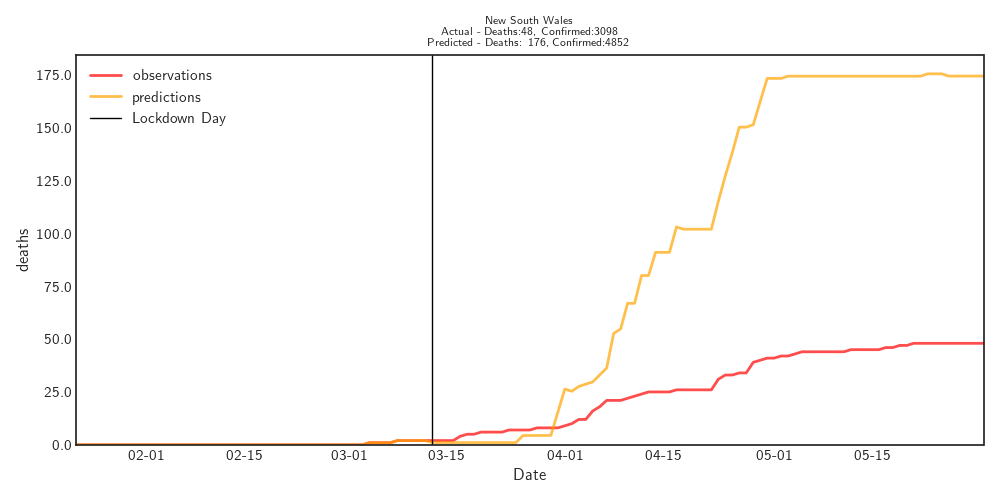 New South Wales
Actual - Deaths:48, Confirmed:3098
Predicted - Deaths: 176, Confirmed:4852
observations
predictions
Lockdown Day
175.0
150.0
125.0
100.0
75.0
50.0
25.0
0.0
deaths
02-01 02-15 03-01 03-15 04-01 04-15 05-01 05-15
Date